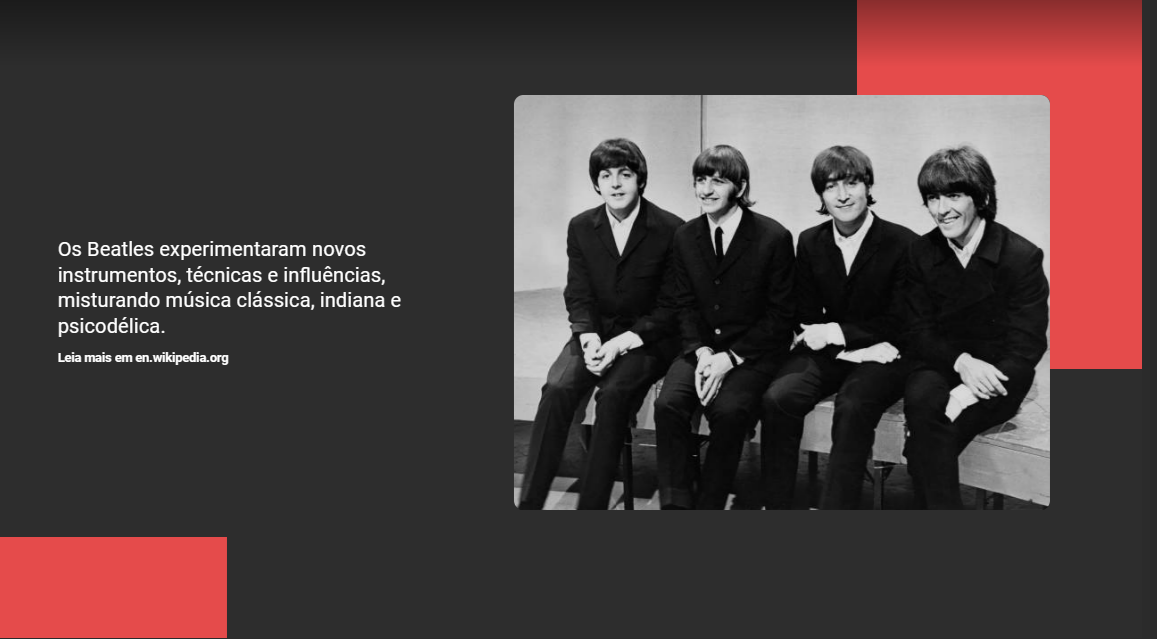 Os Beatles experimentaram novos
instrumentos, técnicas e influências,
misturando música clássica, indiana e
psicodélica.
Leia mais em en.wikipedia.org